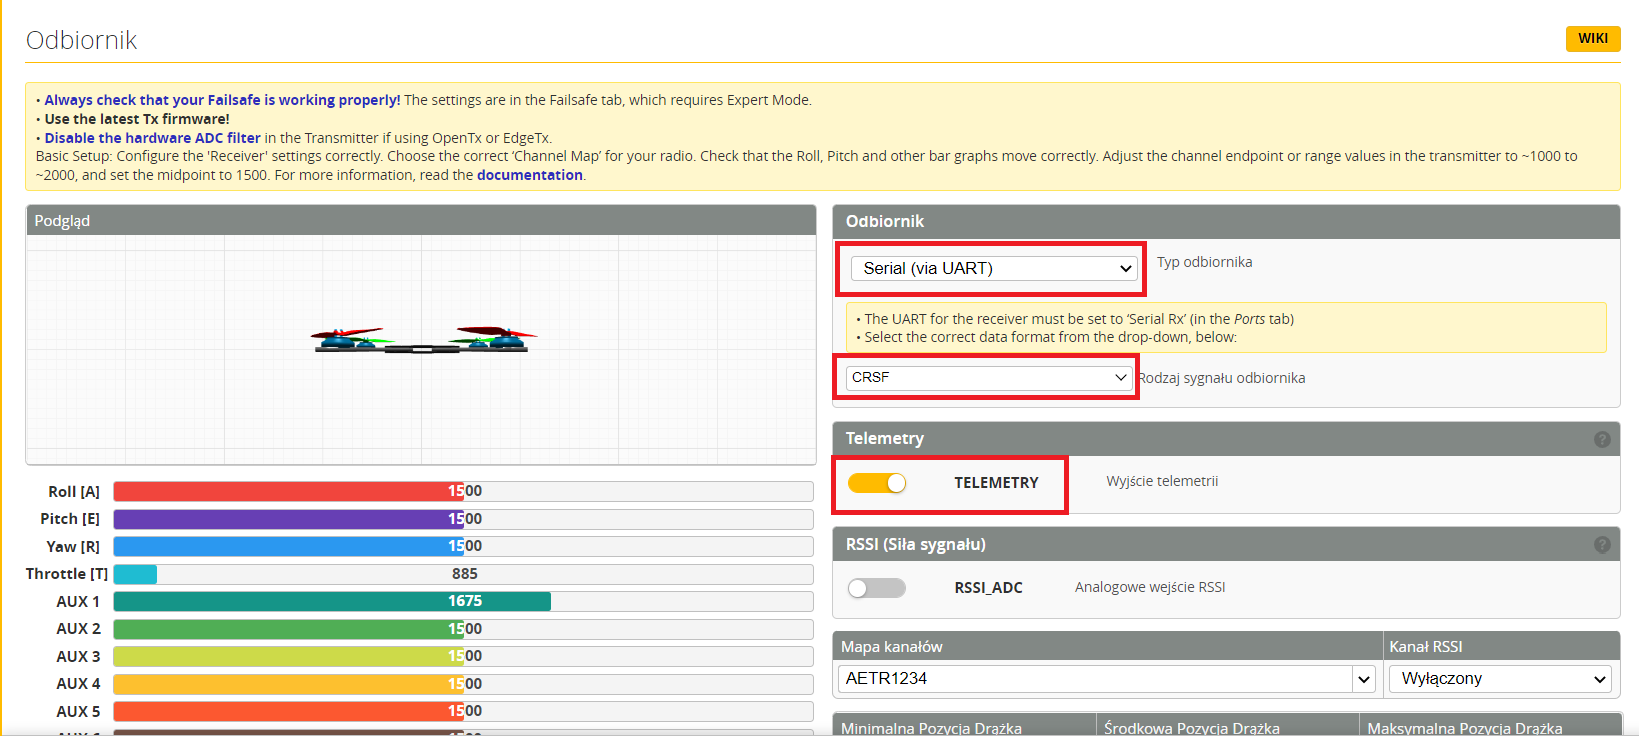 Odbiornik
WIKI
• Always check that your Failsafe is working properly! The settings are in the Failsafe tab, which requires Expert Mode.
• Use the latest Tx firmware!
• Disable the hardware ADC filter in the Transmitter if using OpenTx or EdgeTx.
Basic Setup: Configure the 'Receiver' settings correctly. Choose the correct ‘Channel Map’ for your radio. Check that the Roll, Pitch and other bar graphs move correctly. Adjust the channel endpoint or range values in the transmitter to ~1000 to
~2000, and set the midpoint to 1500. For more information, read the documentation.
Podgląd
Roll [A] 1500
Pitch [E] 1500
Yaw [R] 1500
Throttle [T] 885
AUX 1 1675
AUX 2 1500
AUX 3 1500
AUX 4 1500
AUX 5 1500
Odbiornik
Serial (via UART) Typ odbiornika
• The UART for the receiver must be set to ‘Serial Rx’ (in the Ports tab)
• Select the correct data format from the drop-down, below:
CRSF Rodzaj sygnału odbiornika
Telemetry ?
TELEMETRY Wyjście telemetrii
RSSI (Siła sygnału) ?
RSSI_ADC Analogowe wejście RSSI
Mapa kanałów Kanał RSSI
AETR1234 Wyłączony
Minimalna Pozycja Drążka Środkowa Pozycja Drążka Maksymalna Pozycja Drążka